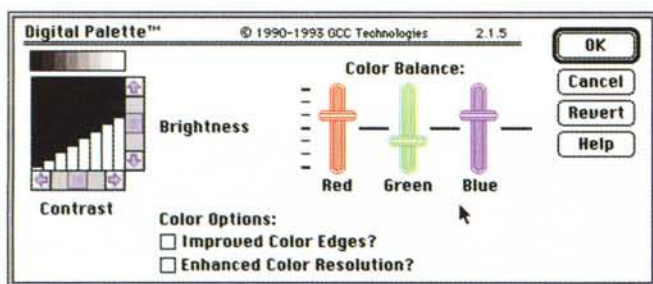 Digital Palette™ © 1990-1993 GCC Technologies 2.1.5
OK
Cancel
Revert
Help
Color Balance:
Brightness
Red Green Blue
Contrast
Color Options:
Improved Color Edges?
Enhanced Color Resolution?